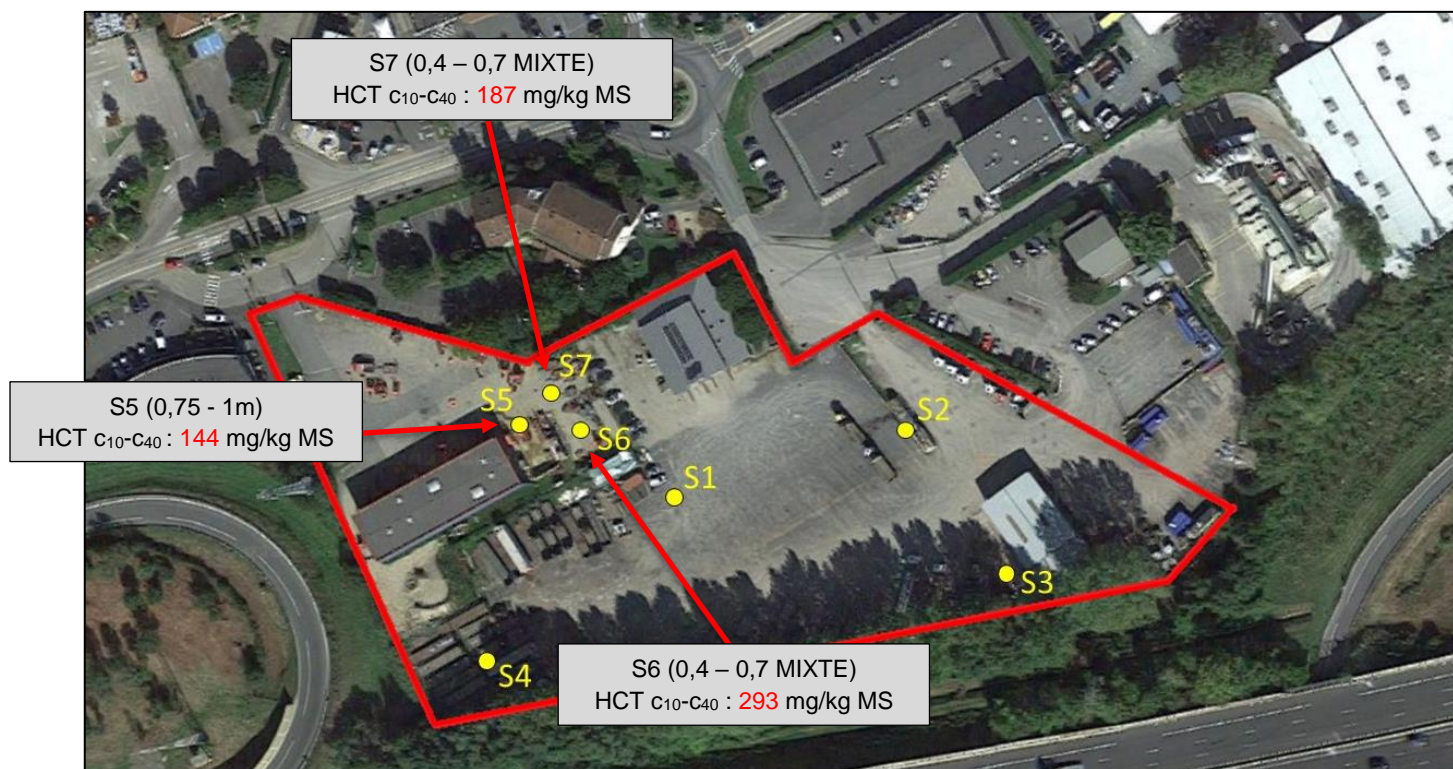 S7 (0,4 – 0,7 MIXTE)
HCT c10-c40 : 187 mg/kg MS
S7
S5 (0,75 - 1m)
HCT c10-c40 : 144 mg/kg MS
S5
S6
S2
S1
S3
S4
S6 (0,4 – 0,7 MIXTE)
HCT c10-c40 : 293 mg/kg MS